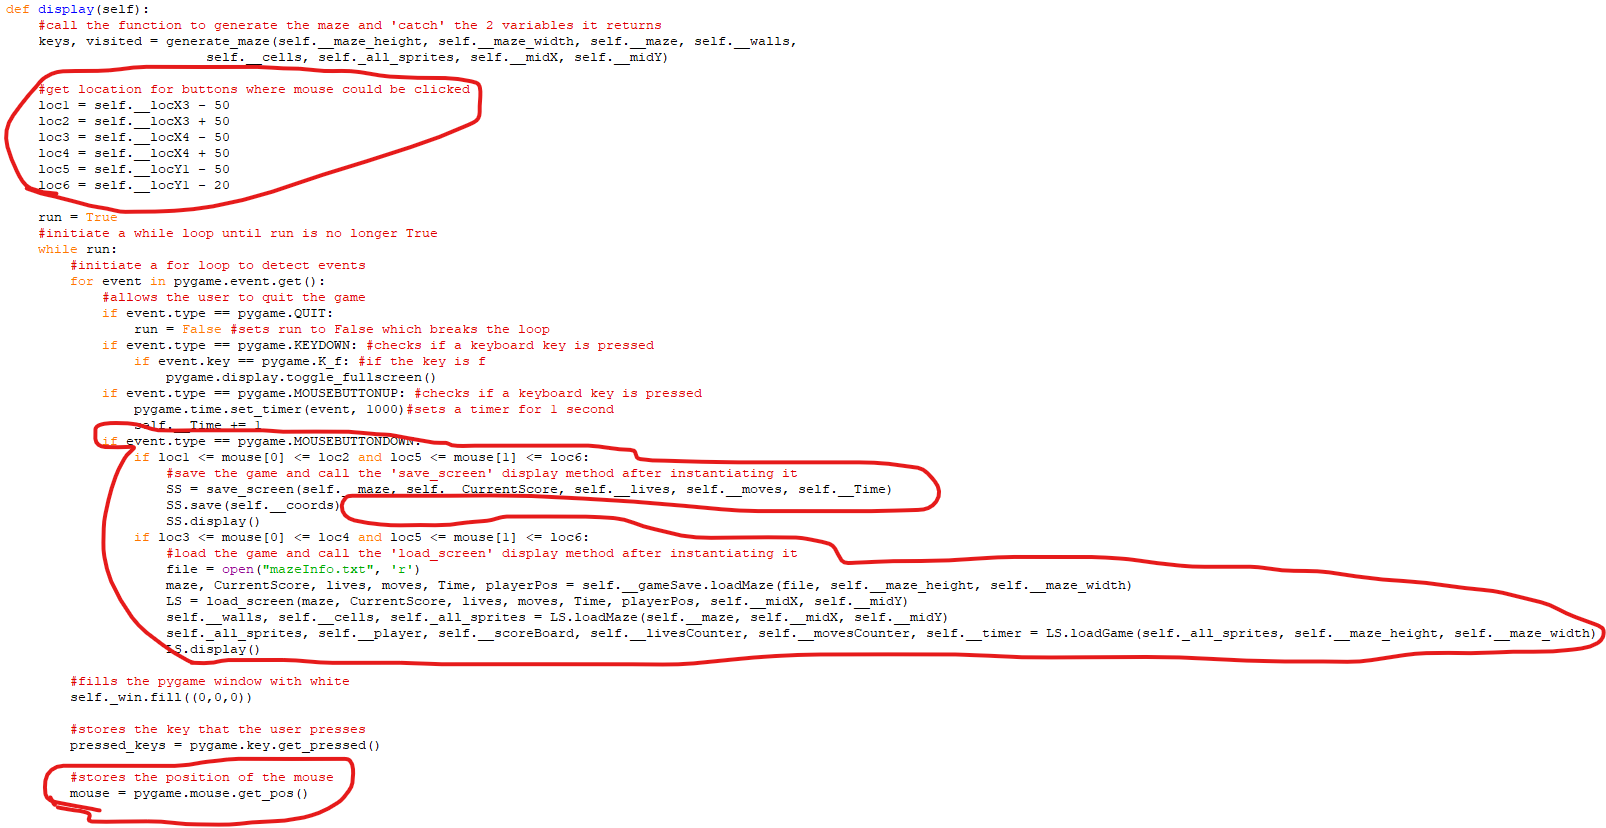 def display(self):
    #call the function to generate the maze and 'catch' the 2 variables it returns
    keys, visited = generate_maze(self.__maze_height, self.__maze_width, self.__maze, self.__walls,
                         self.__cells, self._all_sprites, self.__midX, self.__midY)
    #get location for buttons where mouse could be clicked
    loc1 = self.__locX3 - 50
    loc2 = self.__locX3 + 50
    loc3 = self.__locX4 - 50
    loc4 = self.__locX4 + 50
    loc5 = self.__locY1 - 50
    loc6 = self.__locY1 - 20
    run = True
    #initiate a while loop until run is no longer True
    while run:
        #initiate a for loop to detect events
        for event in pygame.event.get():
            #allows the user to quit the game
            if event.type == pygame.QUIT:
                run = False #sets run to False which breaks the loop
            if event.type == pygame.KEYDOWN: #checks if a keyboard key is pressed
                if event.key == pygame.K_f: #if the key is f
                    pygame.display.toggle_fullscreen()
            if event.type == pygame.MOUSEBUTTONUP: #checks if a keyboard key is pressed
                pygame.time.set_timer(event, 1000)#sets a timer for 1 second
                self.__Time += 1
            if event.type == pygame.MOUSEBUTTONDOWN:
                if loc1 <= mouse[0] <= loc2 and loc5 <= mouse[1] <= loc6:
                    #save the game and call the 'save_screen' display method after instantiating it
                    SS = save_screen(self.__maze, self.__CurrentScore, self.__lives, self.__moves, self.__Time)
                    SS.save(self.__coords)
                    SS.display()
                if loc3 <= mouse[0] <= loc4 and loc5 <= mouse[1] <= loc6:
                    #load the game and call the 'load_screen' display method after instantiating it
                    file = open("mazeInfo.txt", 'r')
                    maze, CurrentScore, lives, moves, Time, playerPos = self.__gameSave.loadMaze(file, self.__maze_height, self.__maze_width)
                    LS = load_screen(maze, CurrentScore, lives, moves, Time, playerPos, self.__midX, self.__midY)
                    self.__walls, self.__cells, self._all_sprites = LS.loadMaze(self.__maze, self.__midX, self.__midY)
                    self._all_sprites, self.__player, self.__scoreBoard, self.__livesCounter, self.__movesCounter, self.__timer = LS.loadGame(self._all_sprites, self.__maze_height, self.__maze_width)
                    LS.display()
        #fills the pygame window with white
        self._win.fill((0,0,0))
        #stores the key that the user presses
        pressed_keys = pygame.key.get_pressed()
        #stores the position of the mouse
        mouse = pygame.mouse.get_pos()